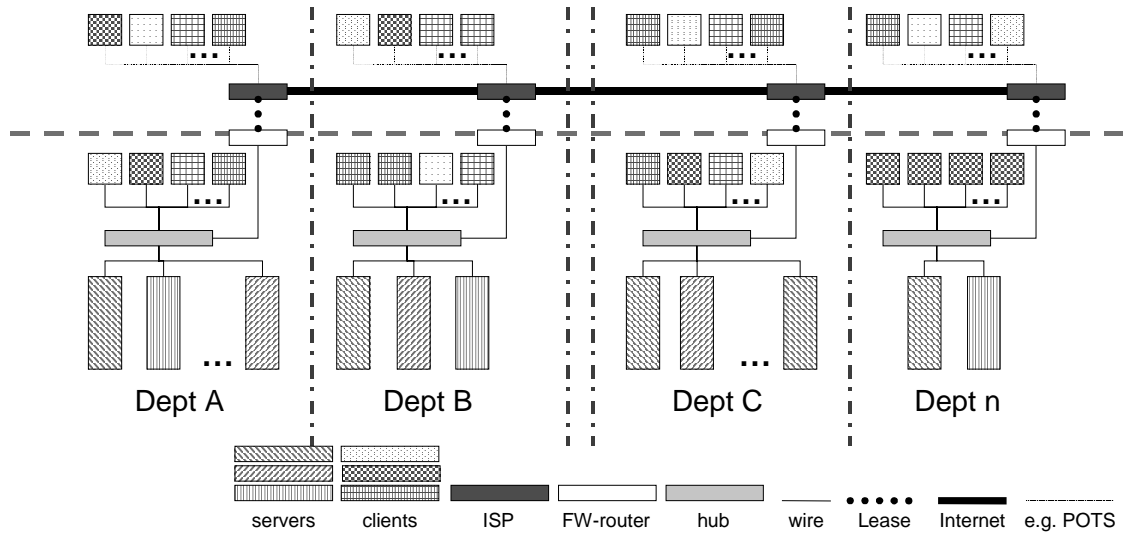 Dept A
Dept B
Dept C
Dept n
servers
clients
ISP
FW-router
hub
wire
Lease
Internet
e.g. POTS